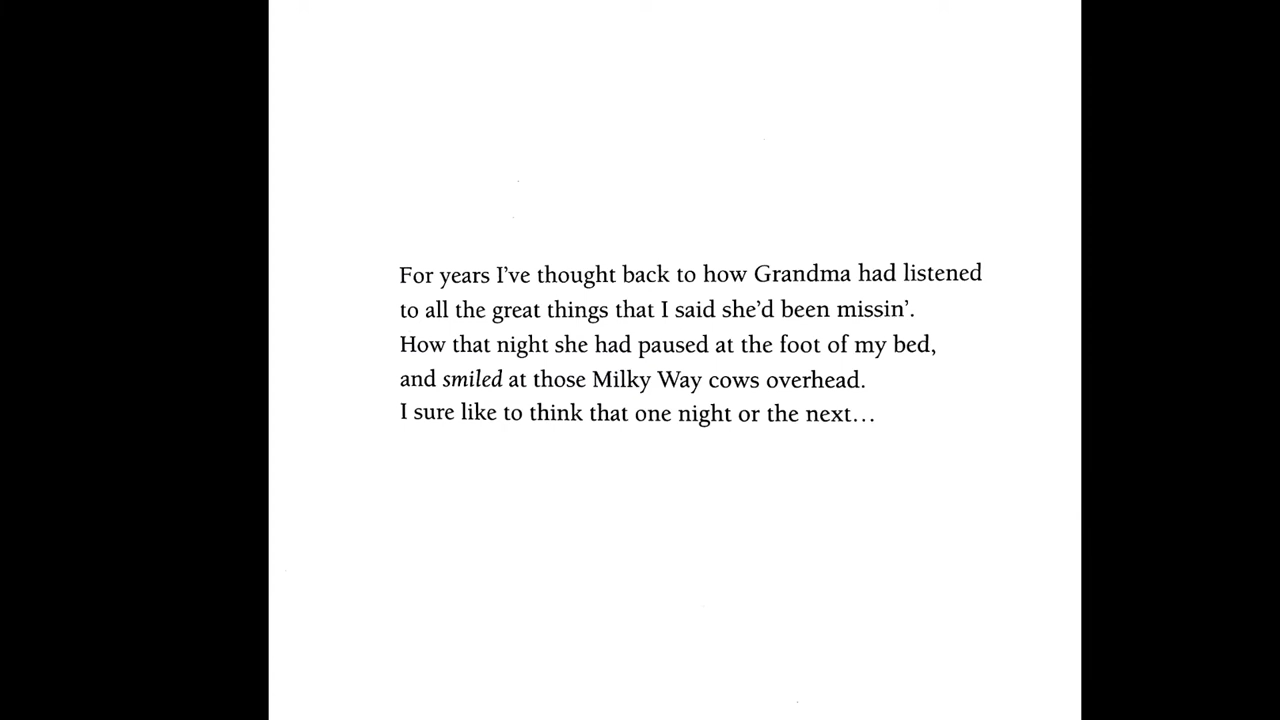 For years I've thought back to how Grandma had listened
to all the great things that I said she'd been missin'.
How that night she had paused at the foot of my bed,
and smiled at those Milky Way cows overhead.
I sure like to think that one night or the next...